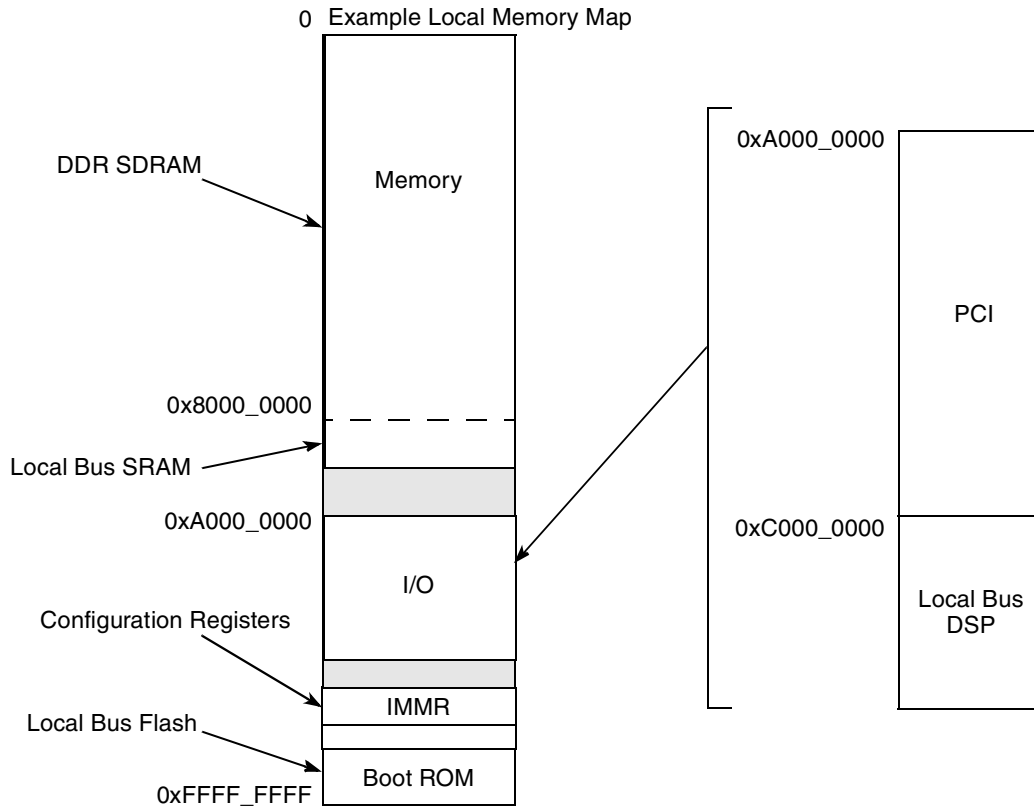 0 Example Local Memory Map
DDR SDRAM
Memory
0x8000_0000
Local Bus SRAM
0xA000_0000
I/O
Configuration Registers
IMMR
Local Bus Flash
Boot ROM
0xFFFF_FFFF
0xA000_0000
PCI
0xC000_0000
Local Bus
DSP